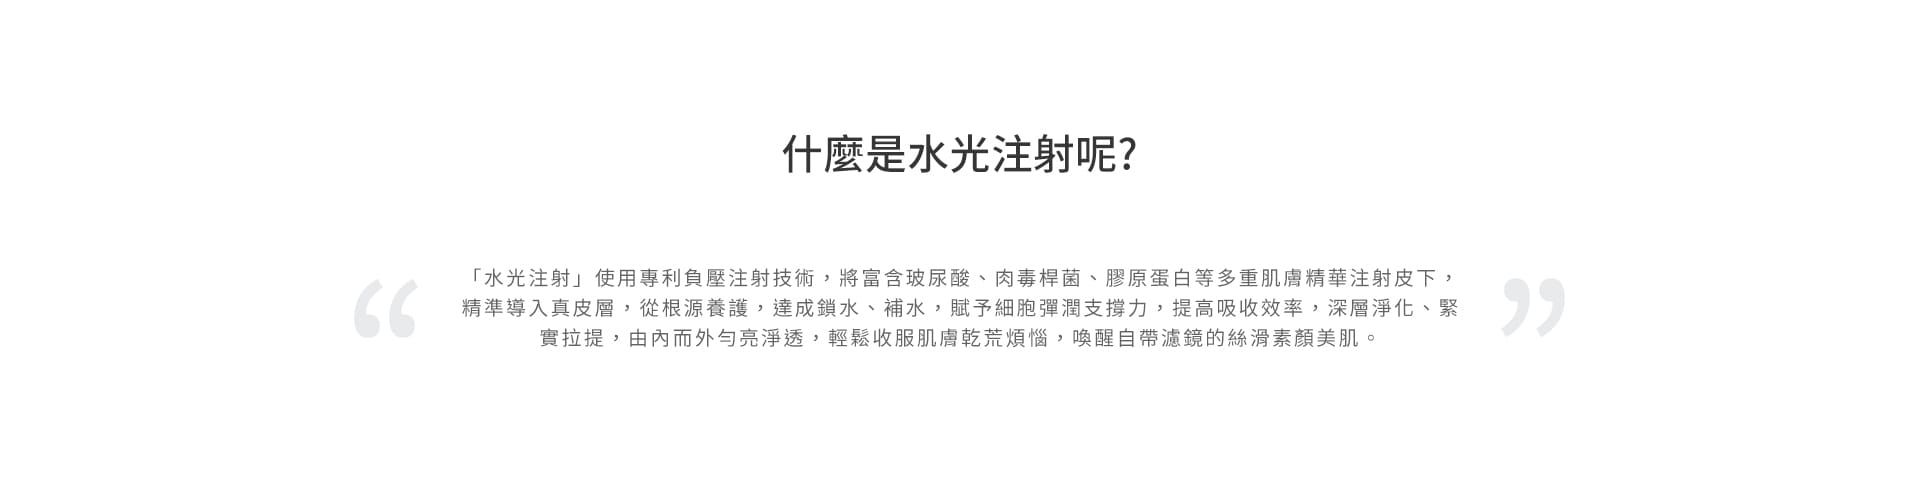 什麼是水光注射呢?
「水光注射」使用專利負壓注射技術，將富含玻尿酸、肉毒桿菌、膠原蛋白等多重肌膚精華注射皮下，
精準導入真皮層，從根源養護，達成鎖水、補水，賦予細胞彈潤支撐力，提高吸收效率，深層淨化、緊
實拉提，由內而外勻亮淨透，輕鬆收服肌膚乾荒煩惱，喚醒自帶濾鏡的絲滑素顏美肌。